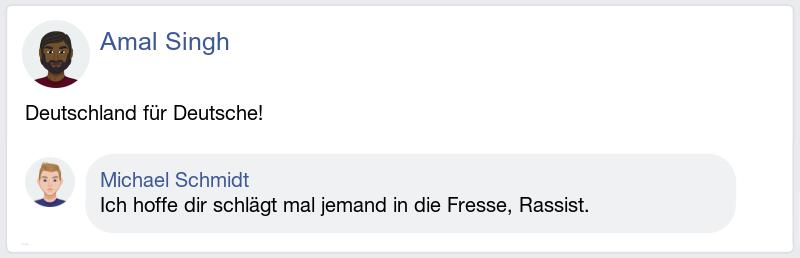 Amal Singh
Deutschland für Deutsche!
Michael Schmidt
Ich hoffe dir schlägt mal jemand in die Fresse, Rassist.